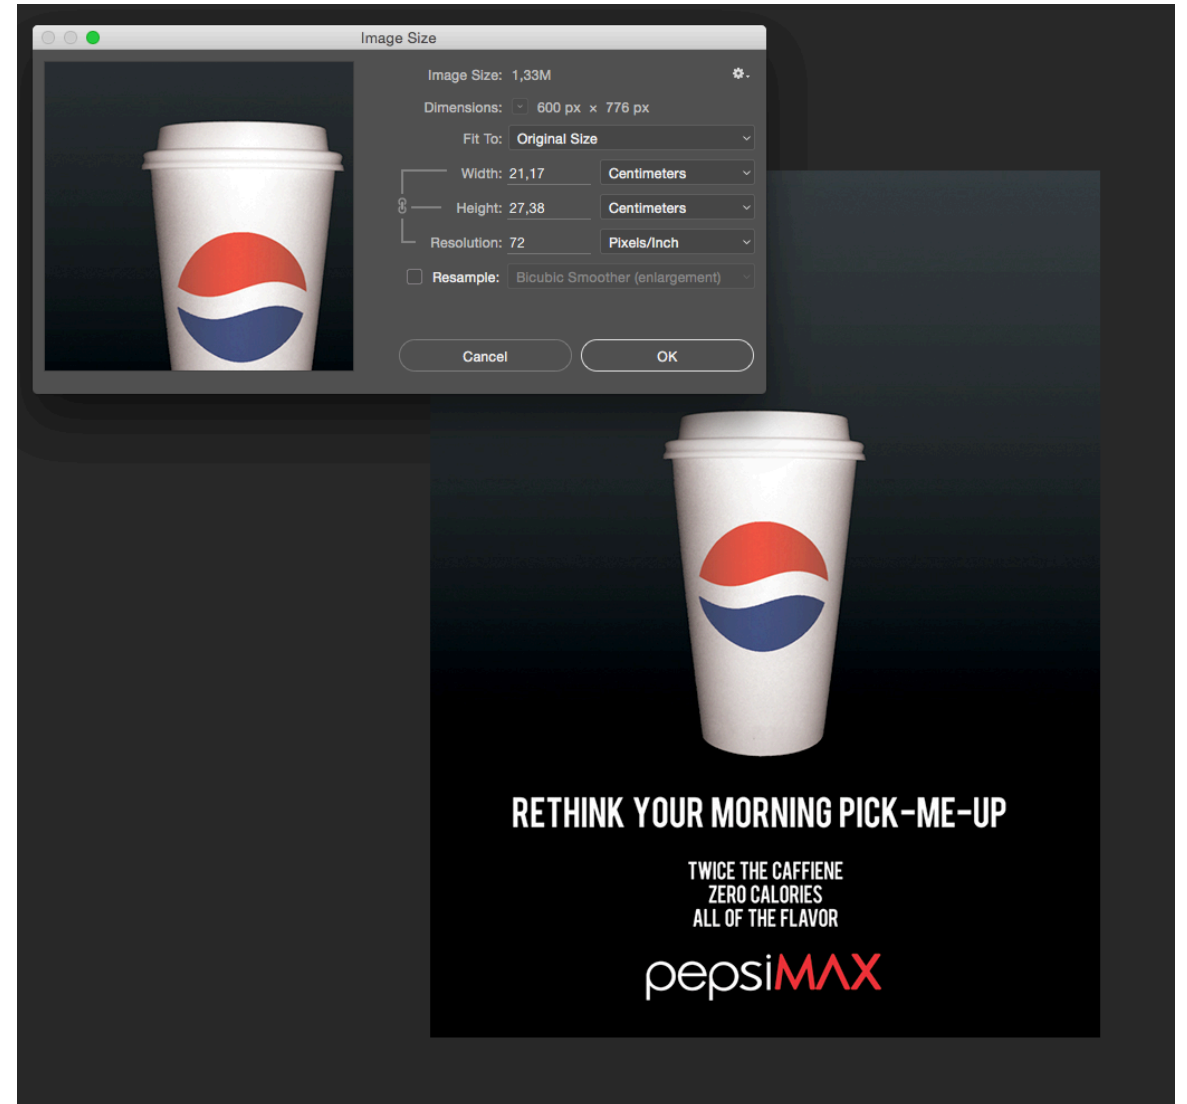 Image Size
Image Size: 1,33M
Dimensions: 600 px × 776 px
Fit To: Original Size
Width: 21,17 Centimeters
Height: 27,38 Centimeters
Resolution: 72 Pixels/Inch
Resample: Bicubic Smoother (enlargement)
Cancel OK
RETHINK YOUR MORNING PICK-ME-UP
TWICE THE CAFFIENE
ZERO CALORIES
ALL OF THE FLAVOR
pepsiMAX